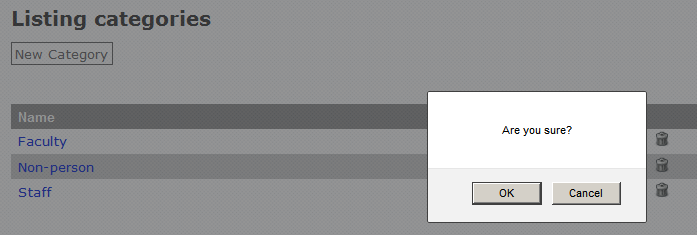 Listing categories
New Category
Name
Faculty
Are you sure?
Non-person
Staff
OK Cancel